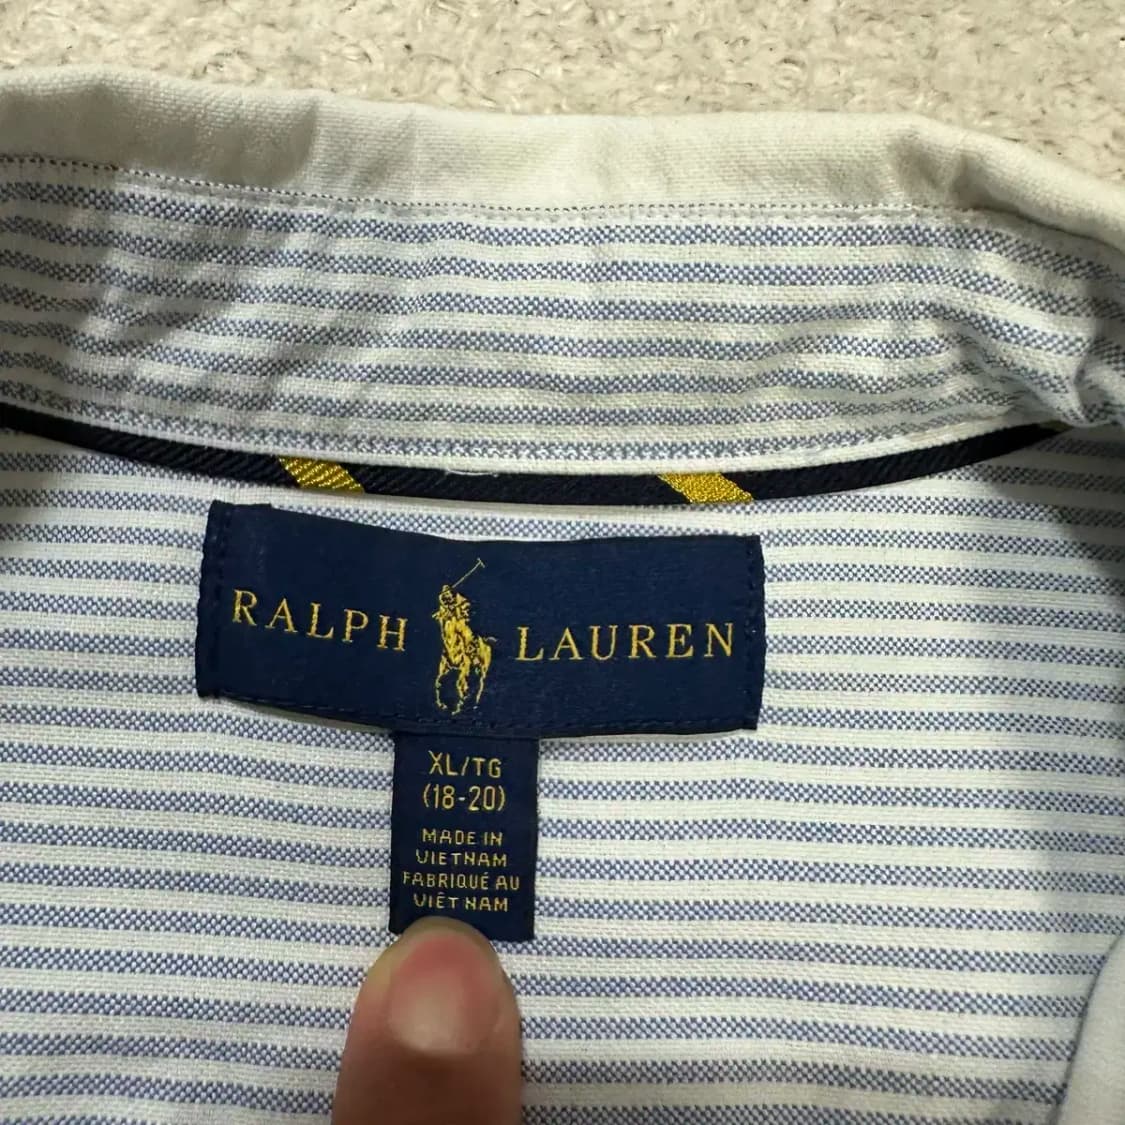 RALPH LAUREN
XL/TG
(18-20)
MADE IN
VIETNAM
FABRIQUÉ AU
VIÊT NAM